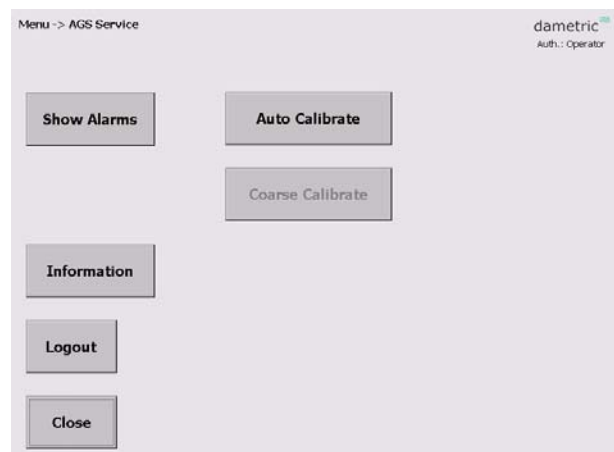 Menu -> AGS Service
dametric
Auth.: Operator
Show Alarms
Auto Calibrate
Coarse Calibrate
Information
Logout
Close